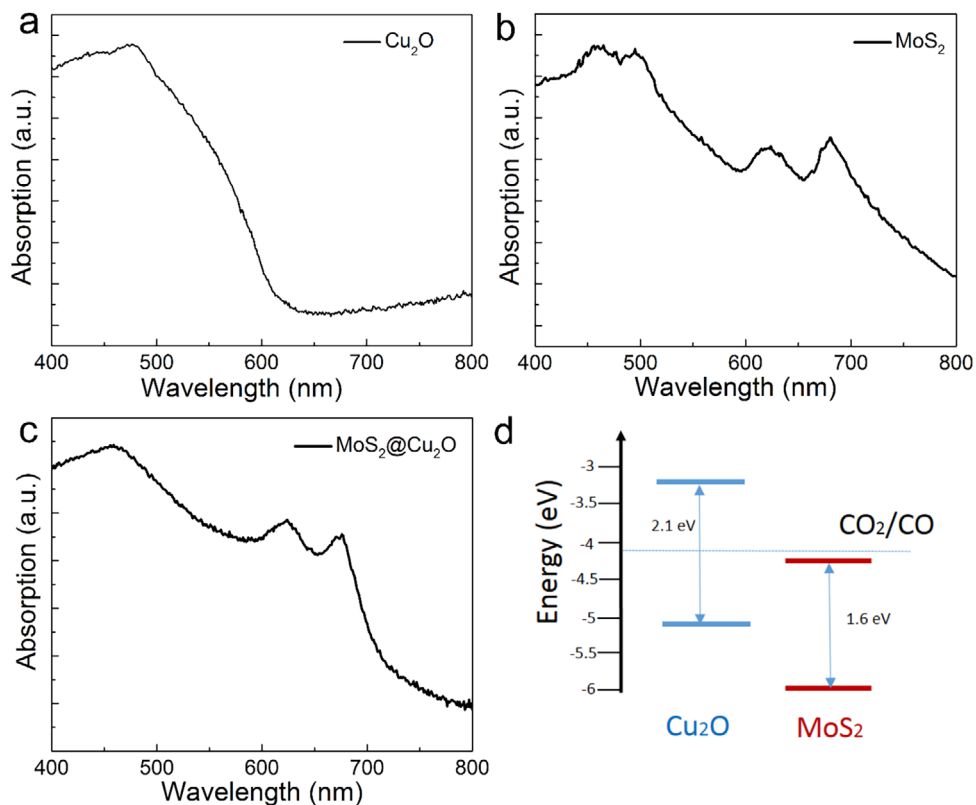 a
Cu₂O
Absorption (a.u.)
400 500 600 700 800
Wavelength (nm)
b
MoS₂
Absorption (a.u.)
400 500 600 700 800
Wavelength (nm)
c
MoS₂@Cu₂O
Absorption (a.u.)
400 500 600 700 800
Wavelength (nm)
d
Energy (eV)
-3
-3.5
-4
-4.5
-5
-5.5
-6
2.1 eV
CO₂/CO
1.6 eV
Cu₂O
MoS₂